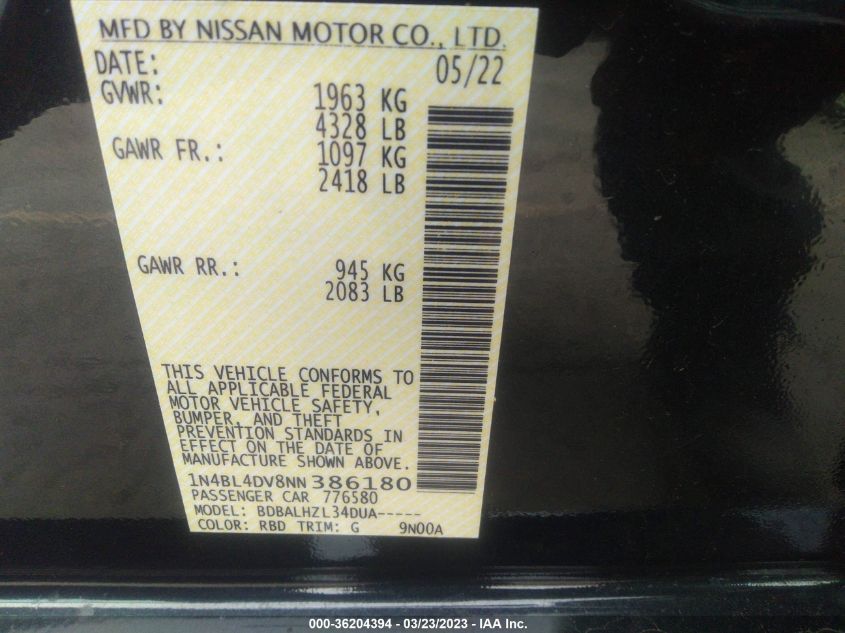 MFD BY NISSAN MOTOR CO., LTD.
DATE: 05/22
GVWR: 1963 KG
4328 LB
GAWR FR.: 1097 KG
2418 LB
GAWR RR.: 945 KG
2083 LB
THIS VEHICLE CONFORMS TO
ALL APPLICABLE FEDERAL
MOTOR VEHICLE SAFETY,
BUMPER, AND THEFT
PREVENTION STANDARDS IN
EFFECT ON THE DATE OF
MANUFACTURE SHOWN ABOVE.
1N4BL4DV8NN 386180
PASSENGER CAR 776580
MODEL: BDBALHZL34DUA-----
COLOR: RBD TRIM: G 9N00A
000-36204394 - 03/23/2023 - IAA Inc.